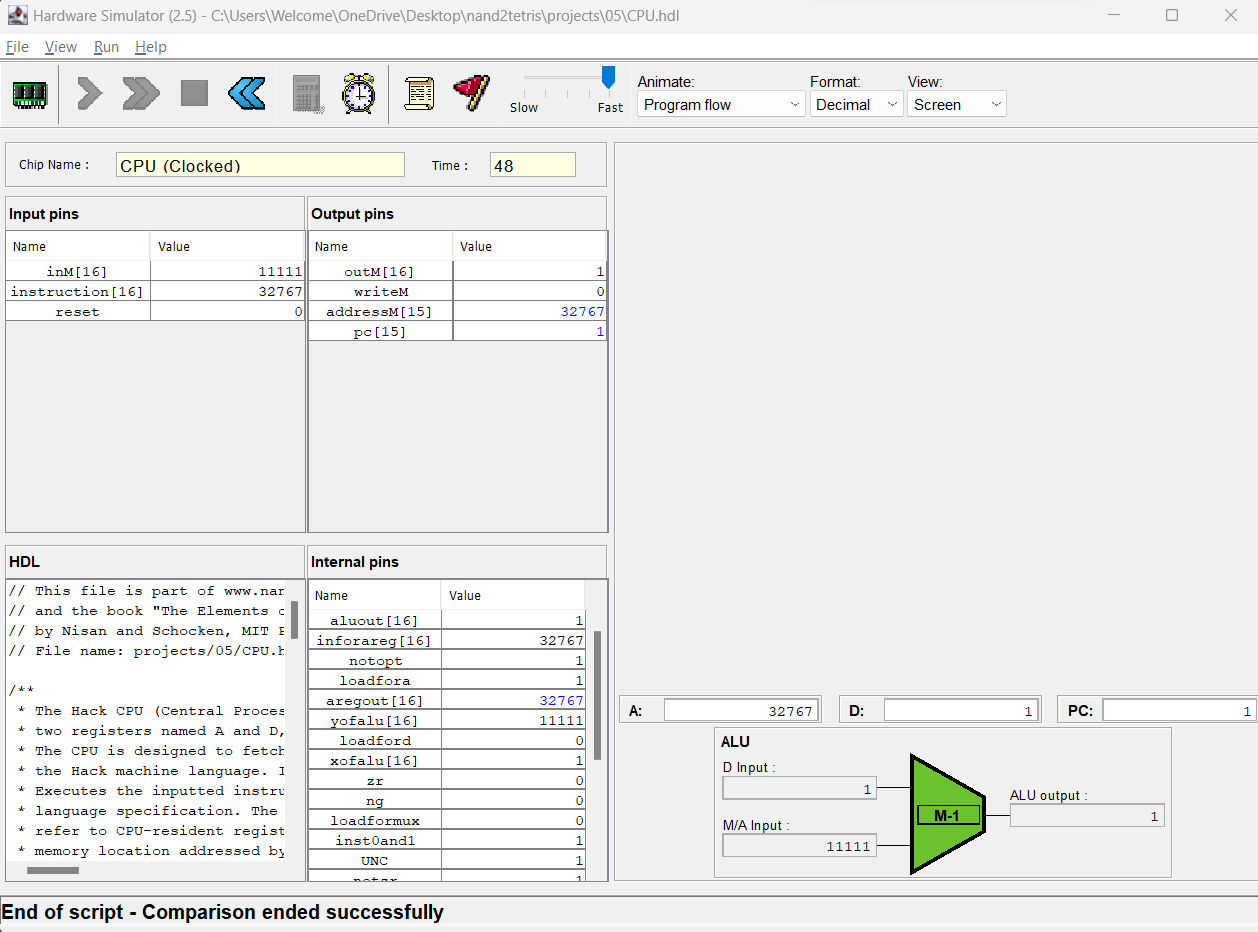 Hardware Simulator (2.5) - C:\Users\Welcome\OneDrive\Desktop\nand2tetris\projects\05\CPU.hdl
File View Run Help
Slow Fast
Animate: Format: View:
Program flow Decimal Screen
Chip Name : CPU (Clocked) Time : 48
Input pins
Name Value
inM[16] 11111
instruction[16] 32767
reset 0
Output pins
Name Value
outM[16] 1
writeM 0
addressM[15] 32767
pc[15] 1
HDL
// This file is part of www.nan
// and the book "The Elements o
// by Nisan and Schocken, MIT P
// File name: projects/05/CPU.h
/**
* The Hack CPU (Central Proces
* two registers named A and D,
* The CPU is designed to fetch
* the Hack machine language. I
* Executes the inputted instru
* language specification. The
* refer to CPU-resident regist
* memory location addressed by
Internal pins
Name Value
aluout[16] 1
inforareg[16] 32767
notopt 1
loadfora 1
aregout[16] 32767
yofalu[16] 11111
loadford 0
xofalu[16] 1
zr 0
ng 0
loadformux 0
inst0and1 1
UNC 1
notzr 1
A: 32767 D: 1 PC: 1
ALU
D Input :
1
M/A Input :
11111
M-1
ALU output :
1
End of script - Comparison ended successfully